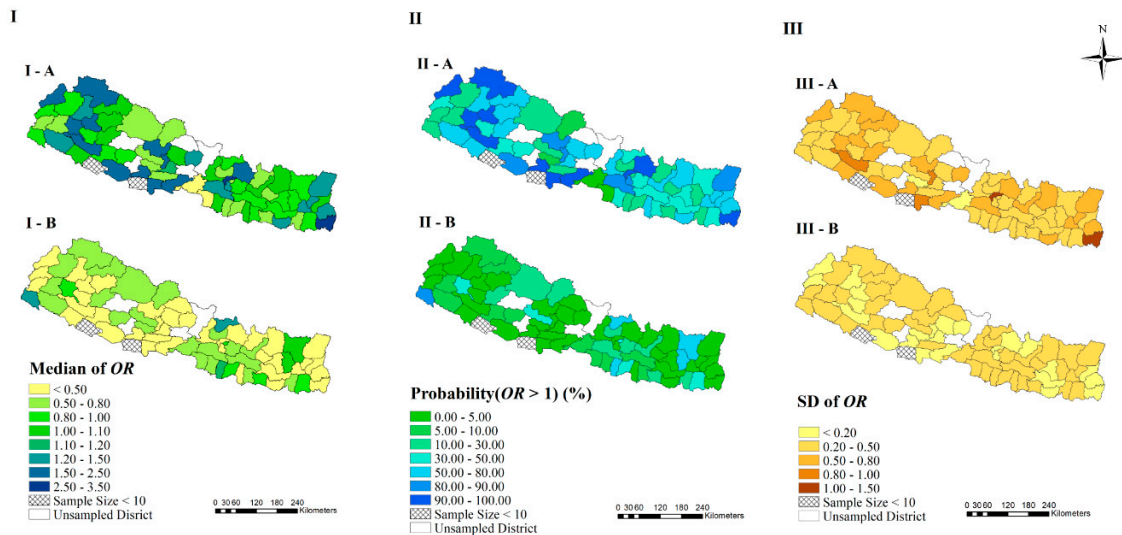 I
II
III
N
I - A
II - A
III - A
I - B
II - B
III - B
Median of OR
< 0.50
0.50 - 0.80
0.80 - 1.00
1.00 - 1.10
1.10 - 1.20
1.20 - 1.50
1.50 - 2.50
2.50 - 3.50
Sample Size < 10
Unsampled District
0 30 60 120 180 240
Kilometers
Probability(OR > 1) (%)
0.00 - 5.00
5.00 - 10.00
10.00 - 30.00
30.00 - 50.00
50.00 - 80.00
80.00 - 90.00
90.00 - 100.00
Sample Size < 10
Unsampled District
0 30 60 120 180 240
Kilometers
SD of OR
< 0.20
0.20 - 0.50
0.50 - 0.80
0.80 - 1.00
1.00 - 1.50
Sample Size < 10
Unsampled District
0 30 60 120 180 240
Kilometers